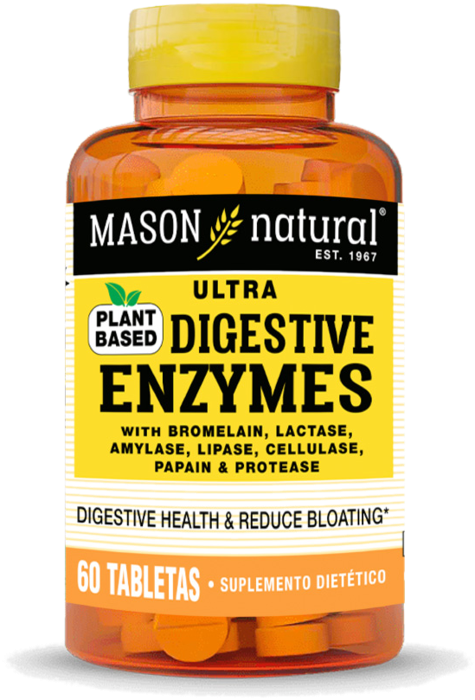 MASON natural®
EST. 1967
ULTRA
PLANT
BASED
DIGESTIVE
ENZYMES
WITH BROMELAIN, LACTASE,
AMYLASE, LIPASE, CELLULASE,
PAPAIN & PROTEASE
DIGESTIVE HEALTH & REDUCE BLOATING*
60 TABLETAS • SUPLEMENTO DIETÉTICO